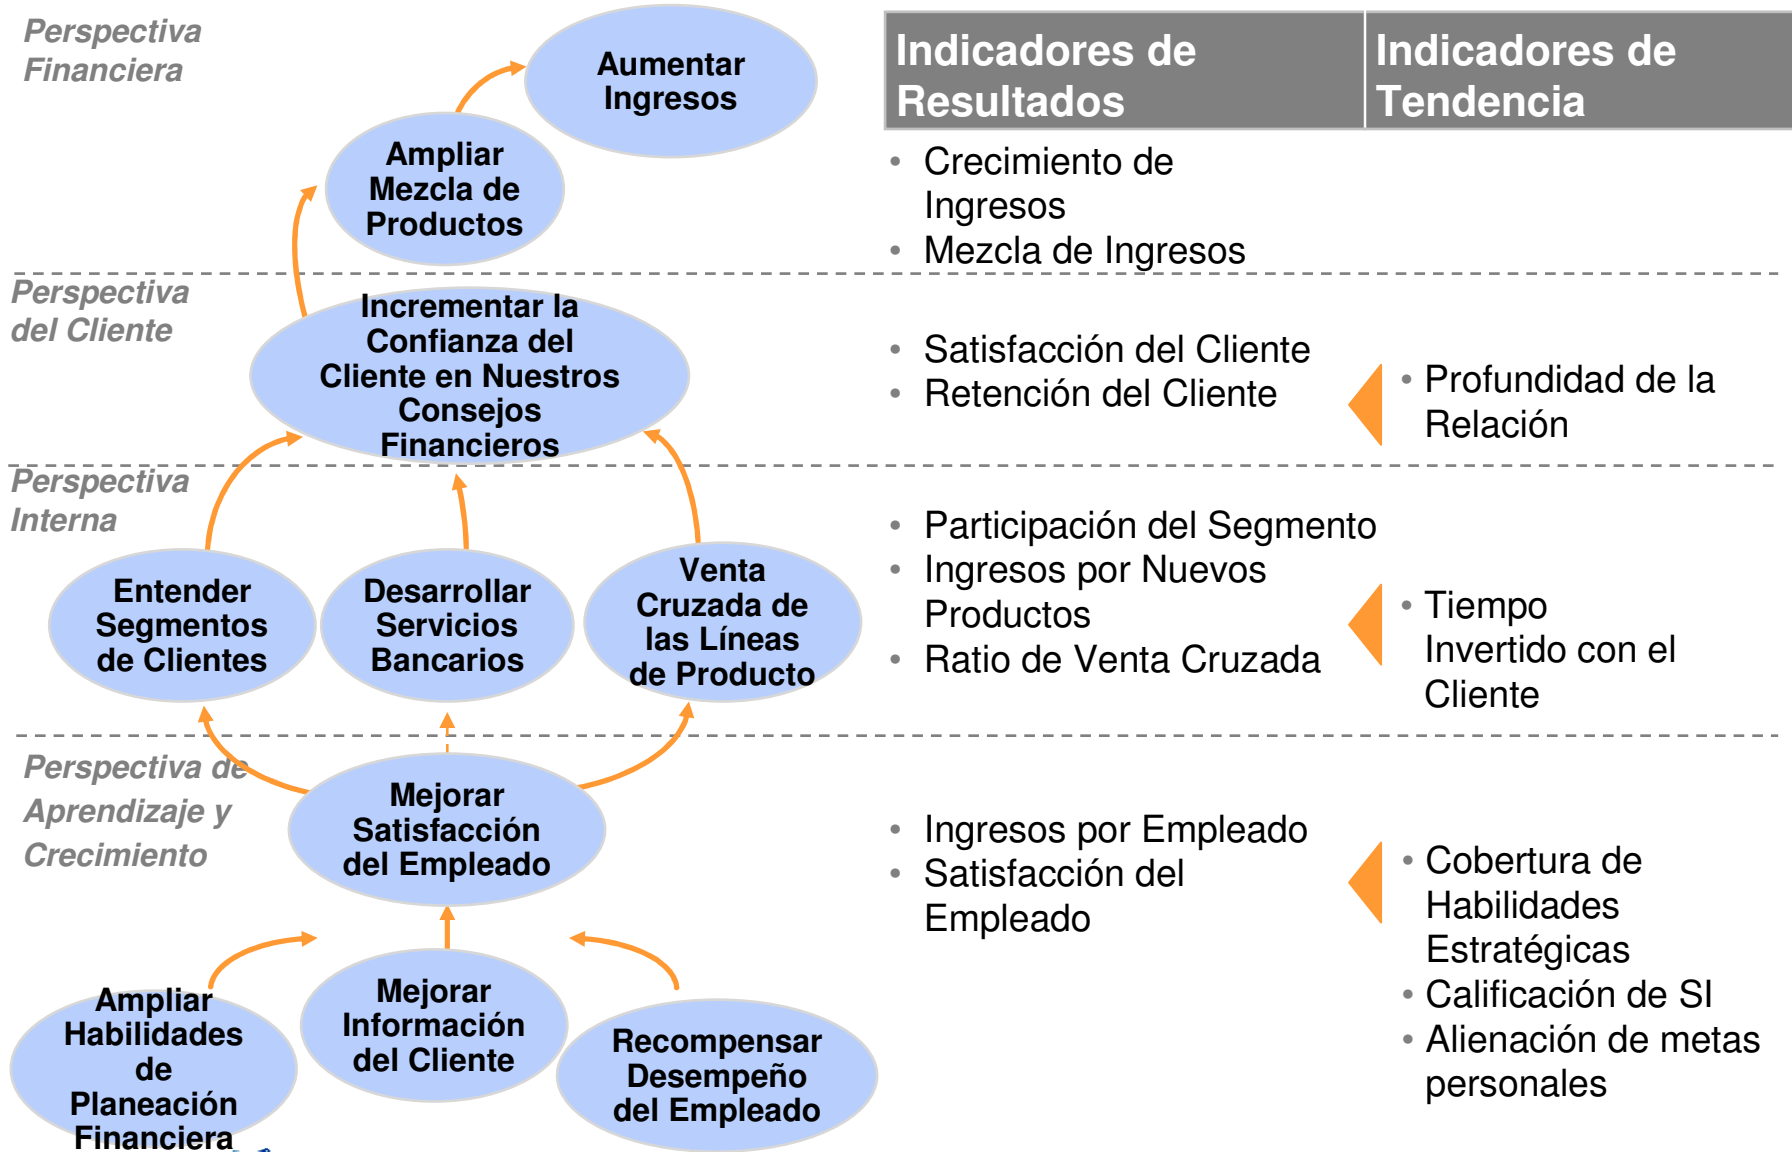 Perspectiva
Financiera
Aumentar
Ingresos
Ampliar
Mezcla de
Productos
Indicadores de
Resultados
Indicadores de
Tendencia
• Crecimiento de
Ingresos
• Mezcla de Ingresos
Perspectiva
del Cliente
Incrementar la
Confianza del
Cliente en Nuestros
Consejos
Financieros
• Satisfacción del Cliente
• Retención del Cliente
• Profundidad de la
Relación
Perspectiva
Interna
Entender
Segmentos
de Clientes
Desarrollar
Servicios
Bancarios
Venta
Cruzada de
las Líneas
de Producto
• Participación del Segmento
• Ingresos por Nuevos
Productos
• Ratio de Venta Cruzada
• Tiempo
Invertido con el
Cliente
Perspectiva de
Aprendizaje y
Crecimiento
Mejorar
Satisfacción
del Empleado
Ampliar
Habilidades
de
Planeación
Financiera
Mejorar
Información
del Cliente
Recompensar
Desempeño
del Empleado
• Ingresos por Empleado
• Satisfacción del
Empleado
• Cobertura de
Habilidades
Estratégicas
• Calificación de SI
• Alienación de metas
personales